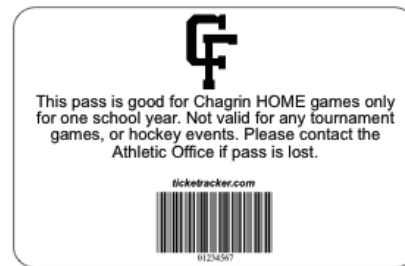 CF
This pass is good for Chagrin HOME games only
for one school year. Not valid for any tournament
games, or hockey events. Please contact the
Athletic Office if pass is lost.
ticketracker.com
01234567